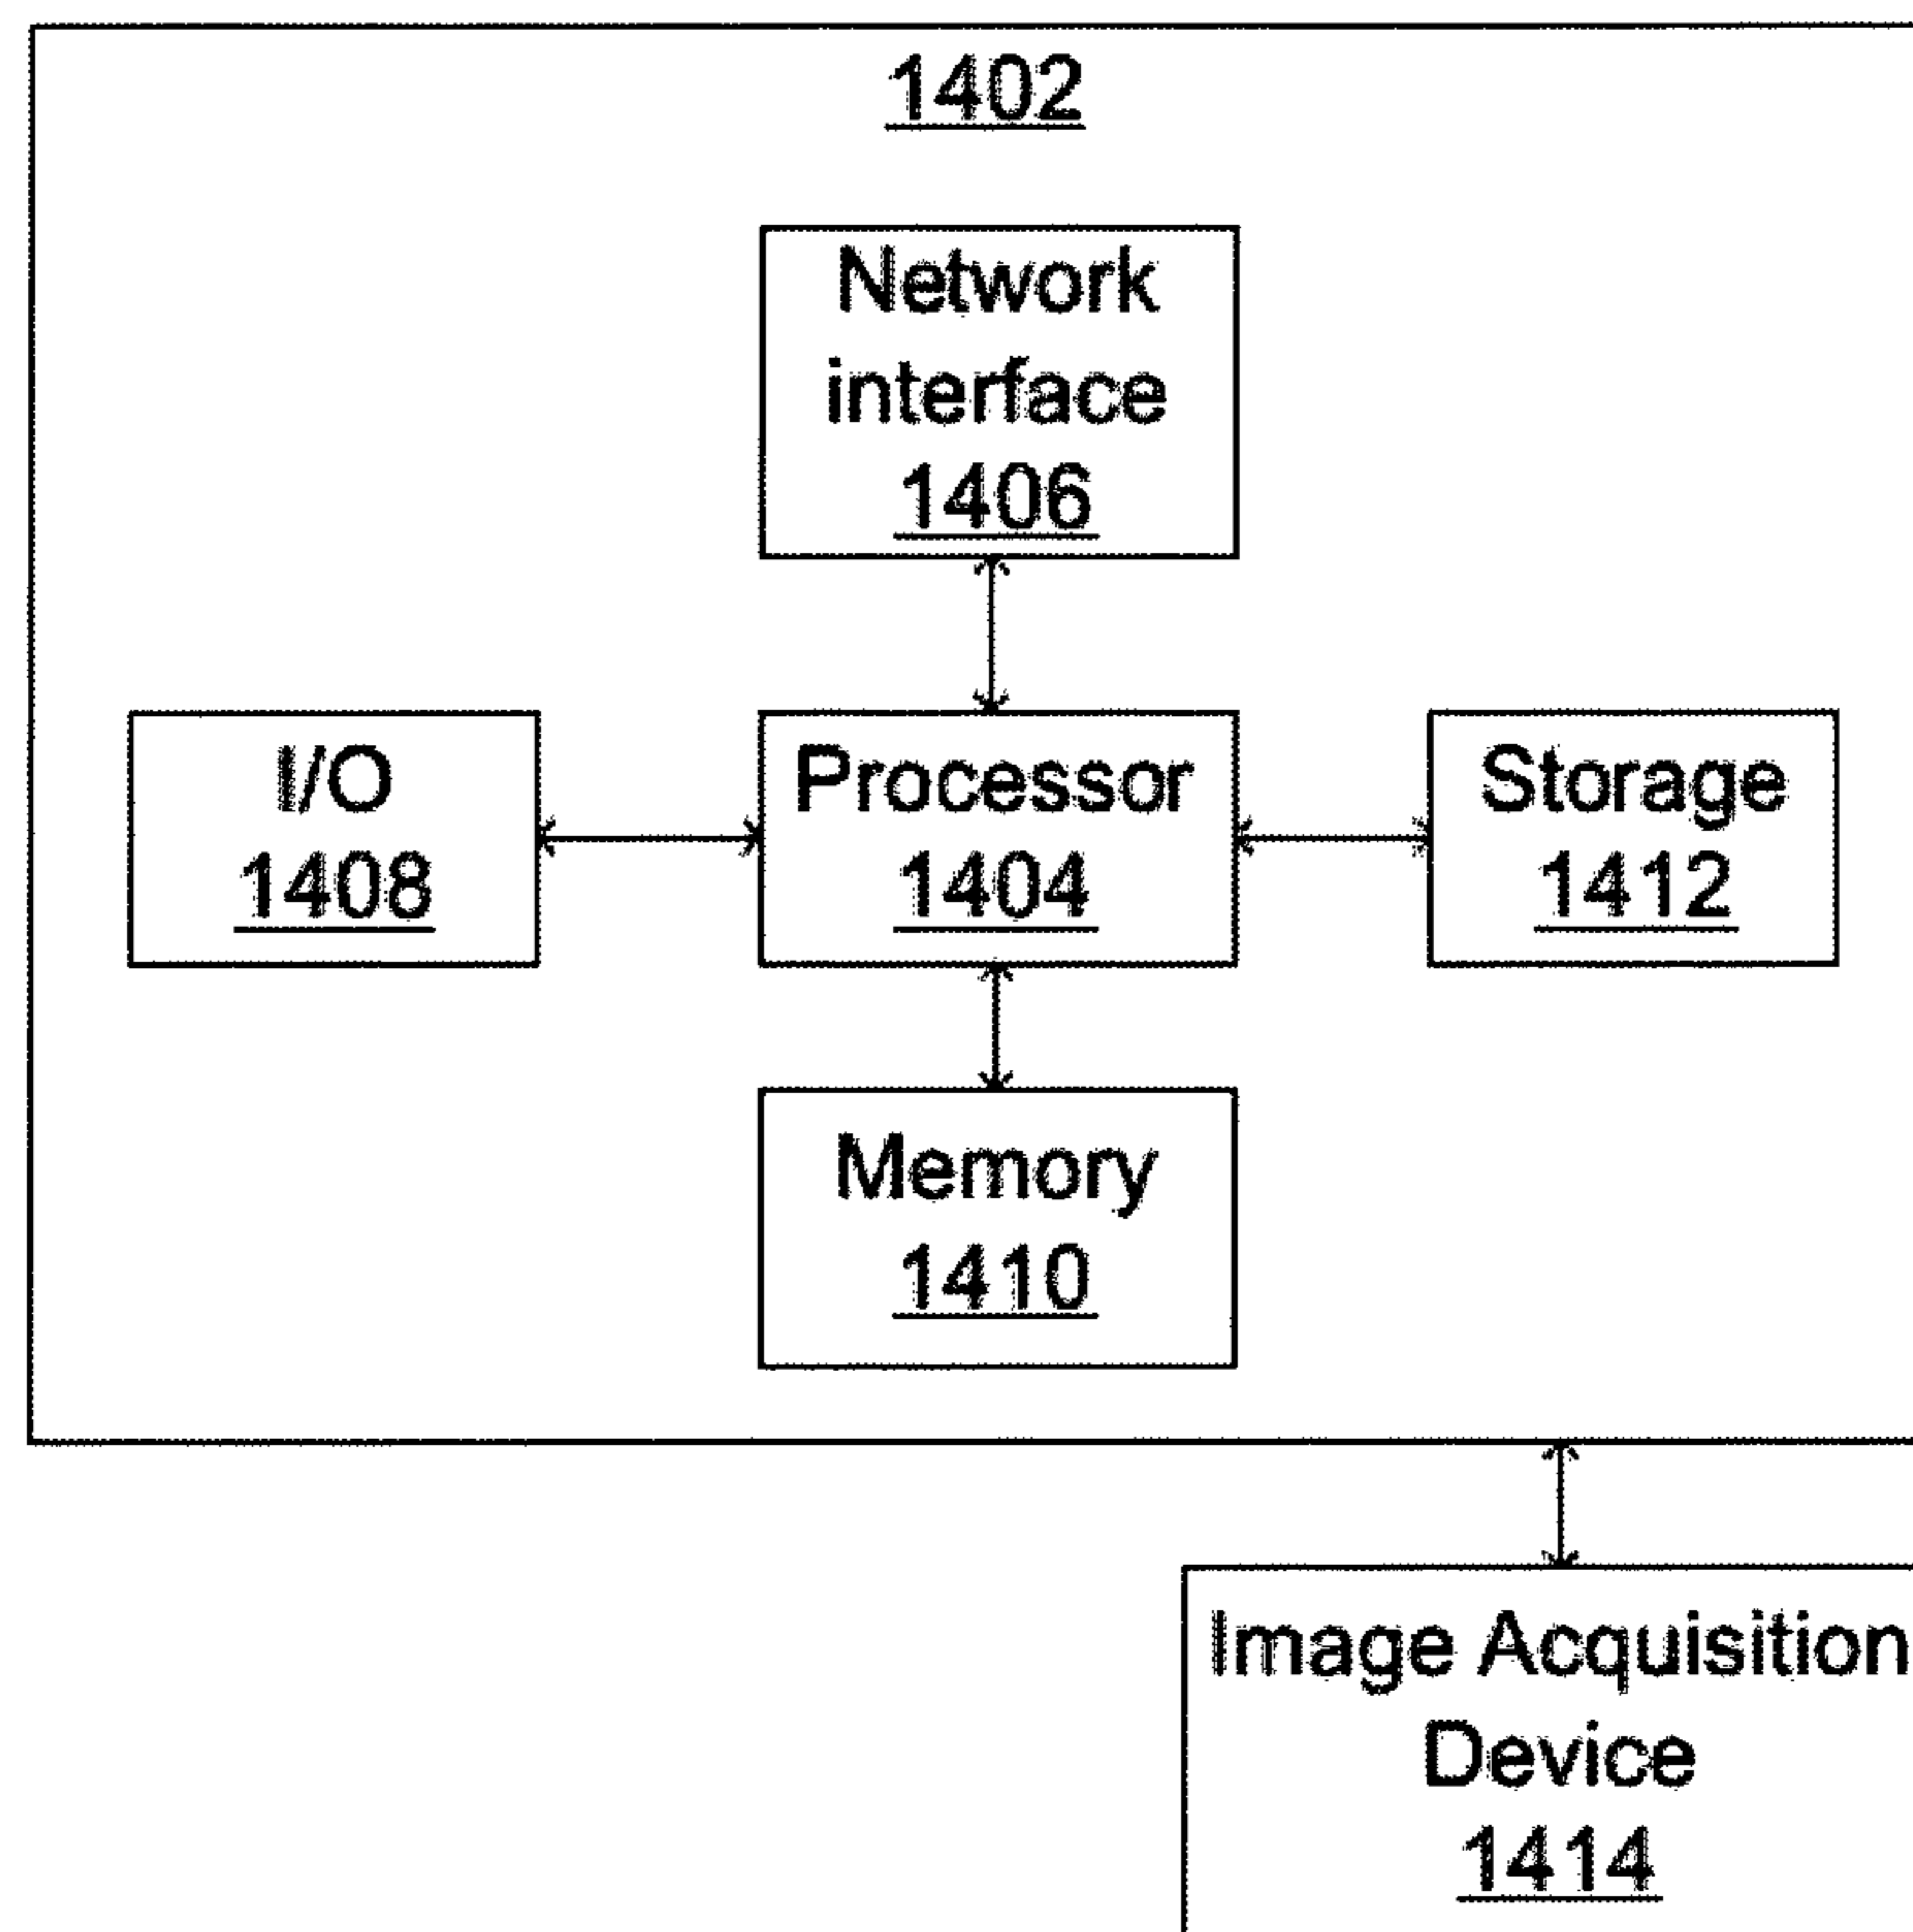 1402
Network
interface
1406
I/O
1408
Processor
1404
Storage
1412
Memory
1410
Image Acquisition
Device
1414